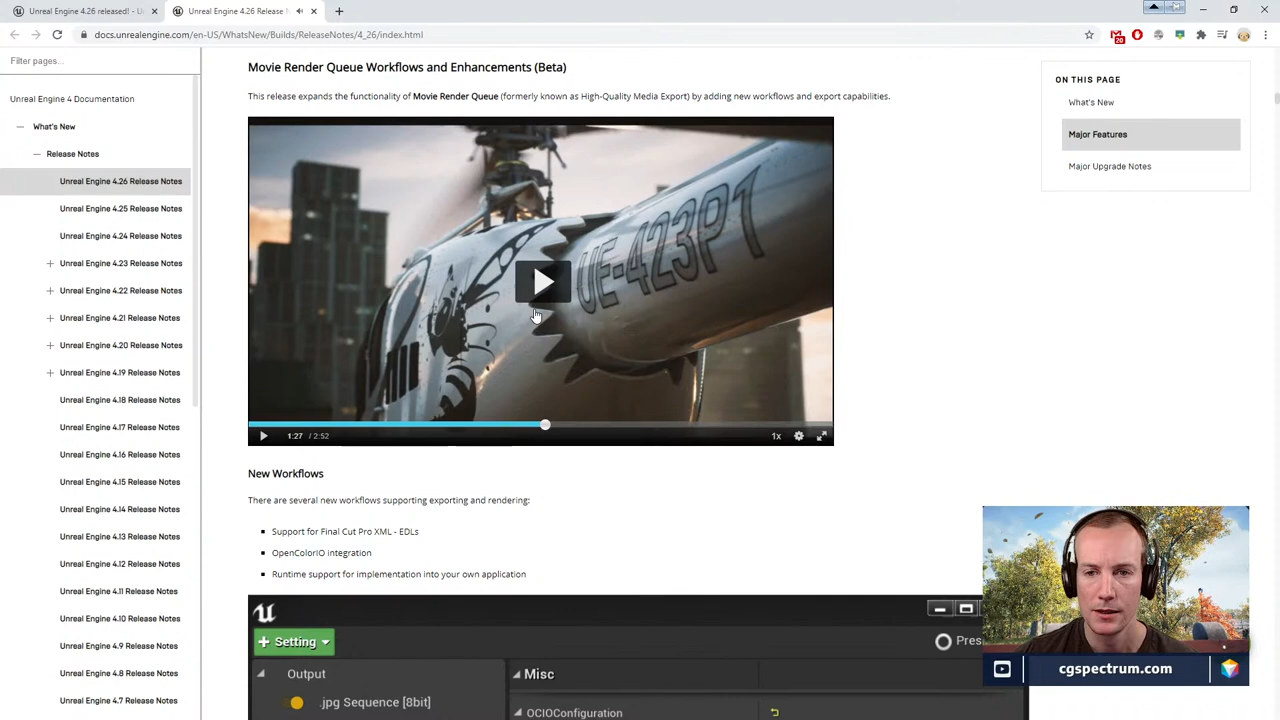 Unreal Engine 4.26 released! - U
Unreal Engine 4.26 Release N
docs.unrealengine.com/en-US/WhatsNew/Builds/ReleaseNotes/4_26/index.html
20
Filter pages...
Unreal Engine 4 Documentation
What's New
Release Notes
Unreal Engine 4.26 Release Notes
Unreal Engine 4.25 Release Notes
Unreal Engine 4.24 Release Notes
Unreal Engine 4.23 Release Notes
Unreal Engine 4.22 Release Notes
Unreal Engine 4.21 Release Notes
Unreal Engine 4.20 Release Notes
Unreal Engine 4.19 Release Notes
Unreal Engine 4.18 Release Notes
Unreal Engine 4.17 Release Notes
Unreal Engine 4.16 Release Notes
Unreal Engine 4.15 Release Notes
Unreal Engine 4.14 Release Notes
Unreal Engine 4.13 Release Notes
Unreal Engine 4.12 Release Notes
Unreal Engine 4.11 Release Notes
Unreal Engine 4.10 Release Notes
Unreal Engine 4.9 Release Notes
Unreal Engine 4.8 Release Notes
Unreal Engine 4.7 Release Notes
Movie Render Queue Workflows and Enhancements (Beta)
This release expands the functionality of Movie Render Queue (formerly known as High-Quality Media Export) by adding new workflows and export capabilities.
UE-423P1
1:27 / 2:52
1x
New Workflows
There are several new workflows supporting exporting and rendering:
Support for Final Cut Pro XML - EDLs
OpenColorIO integration
Runtime support for implementation into your own application
Setting
Pres
Output
Misc
.jpg Sequence [8bit]
OCIOConfiguration
ON THIS PAGE
What's New
Major Features
Major Upgrade Notes
cgspectrum.com